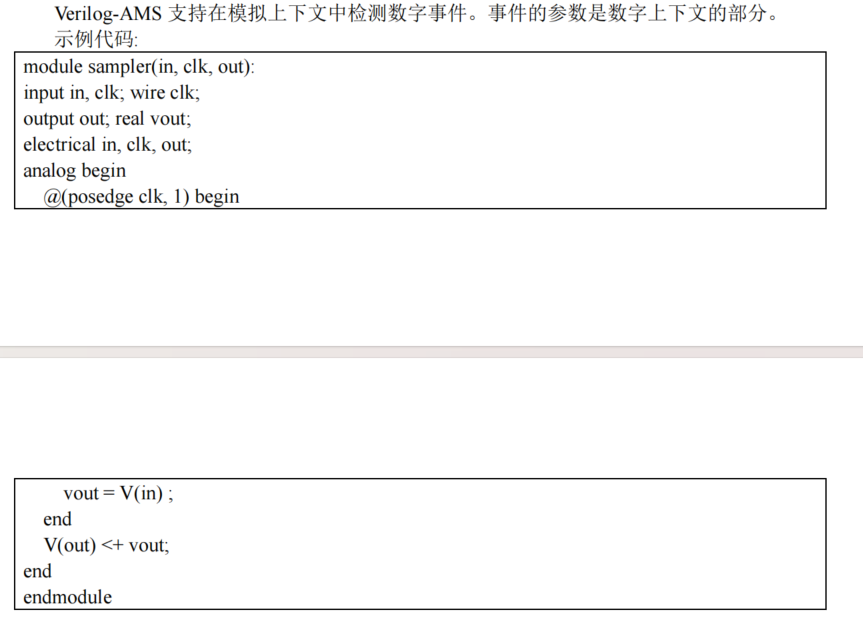 Verilog-AMS 支持在模拟上下文中检测数字事件。事件的参数是数字上下文的部分。
示例代码:
module sampler(in, clk, out):
input in, clk; wire clk;
output out; real vout;
electrical in, clk, out;
analog begin
@(posedge clk, 1) begin
vout = V(in) ;
end
V(out) <+ vout;
end
endmodule